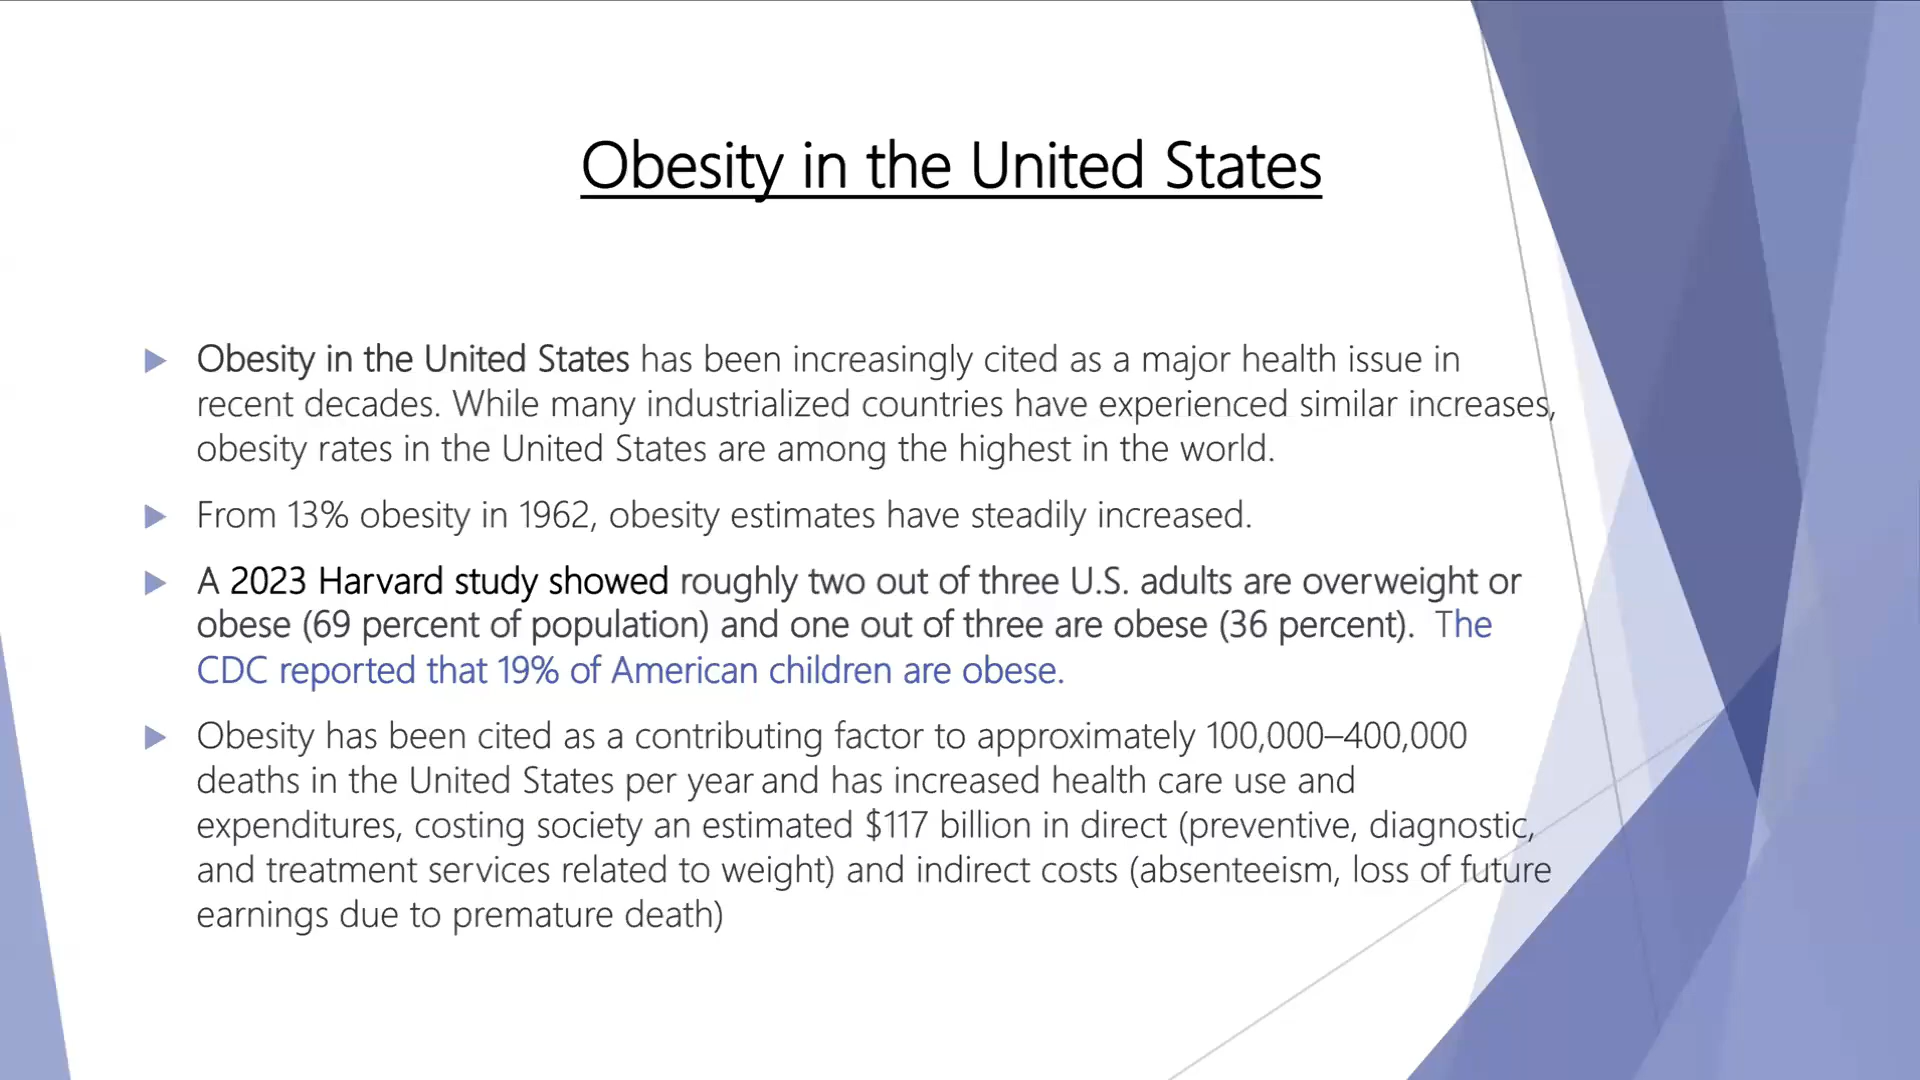 Obesity in the United States
Obesity in the United States has been increasingly cited as a major health issue in
recent decades. While many industrialized countries have experienced similar increases,
obesity rates in the United States are among the highest in the world.
From 13% obesity in 1962, obesity estimates have steadily increased.
A 2023 Harvard study showed roughly two out of three U.S. adults are overweight or
obese (69 percent of population) and one out of three are obese (36 percent). The
CDC reported that 19% of American children are obese.
Obesity has been cited as a contributing factor to approximately 100,000–400,000
deaths in the United States per year and has increased health care use and
expenditures, costing society an estimated $117 billion in direct (preventive, diagnostic,
and treatment services related to weight) and indirect costs (absenteeism, loss of future
earnings due to premature death)